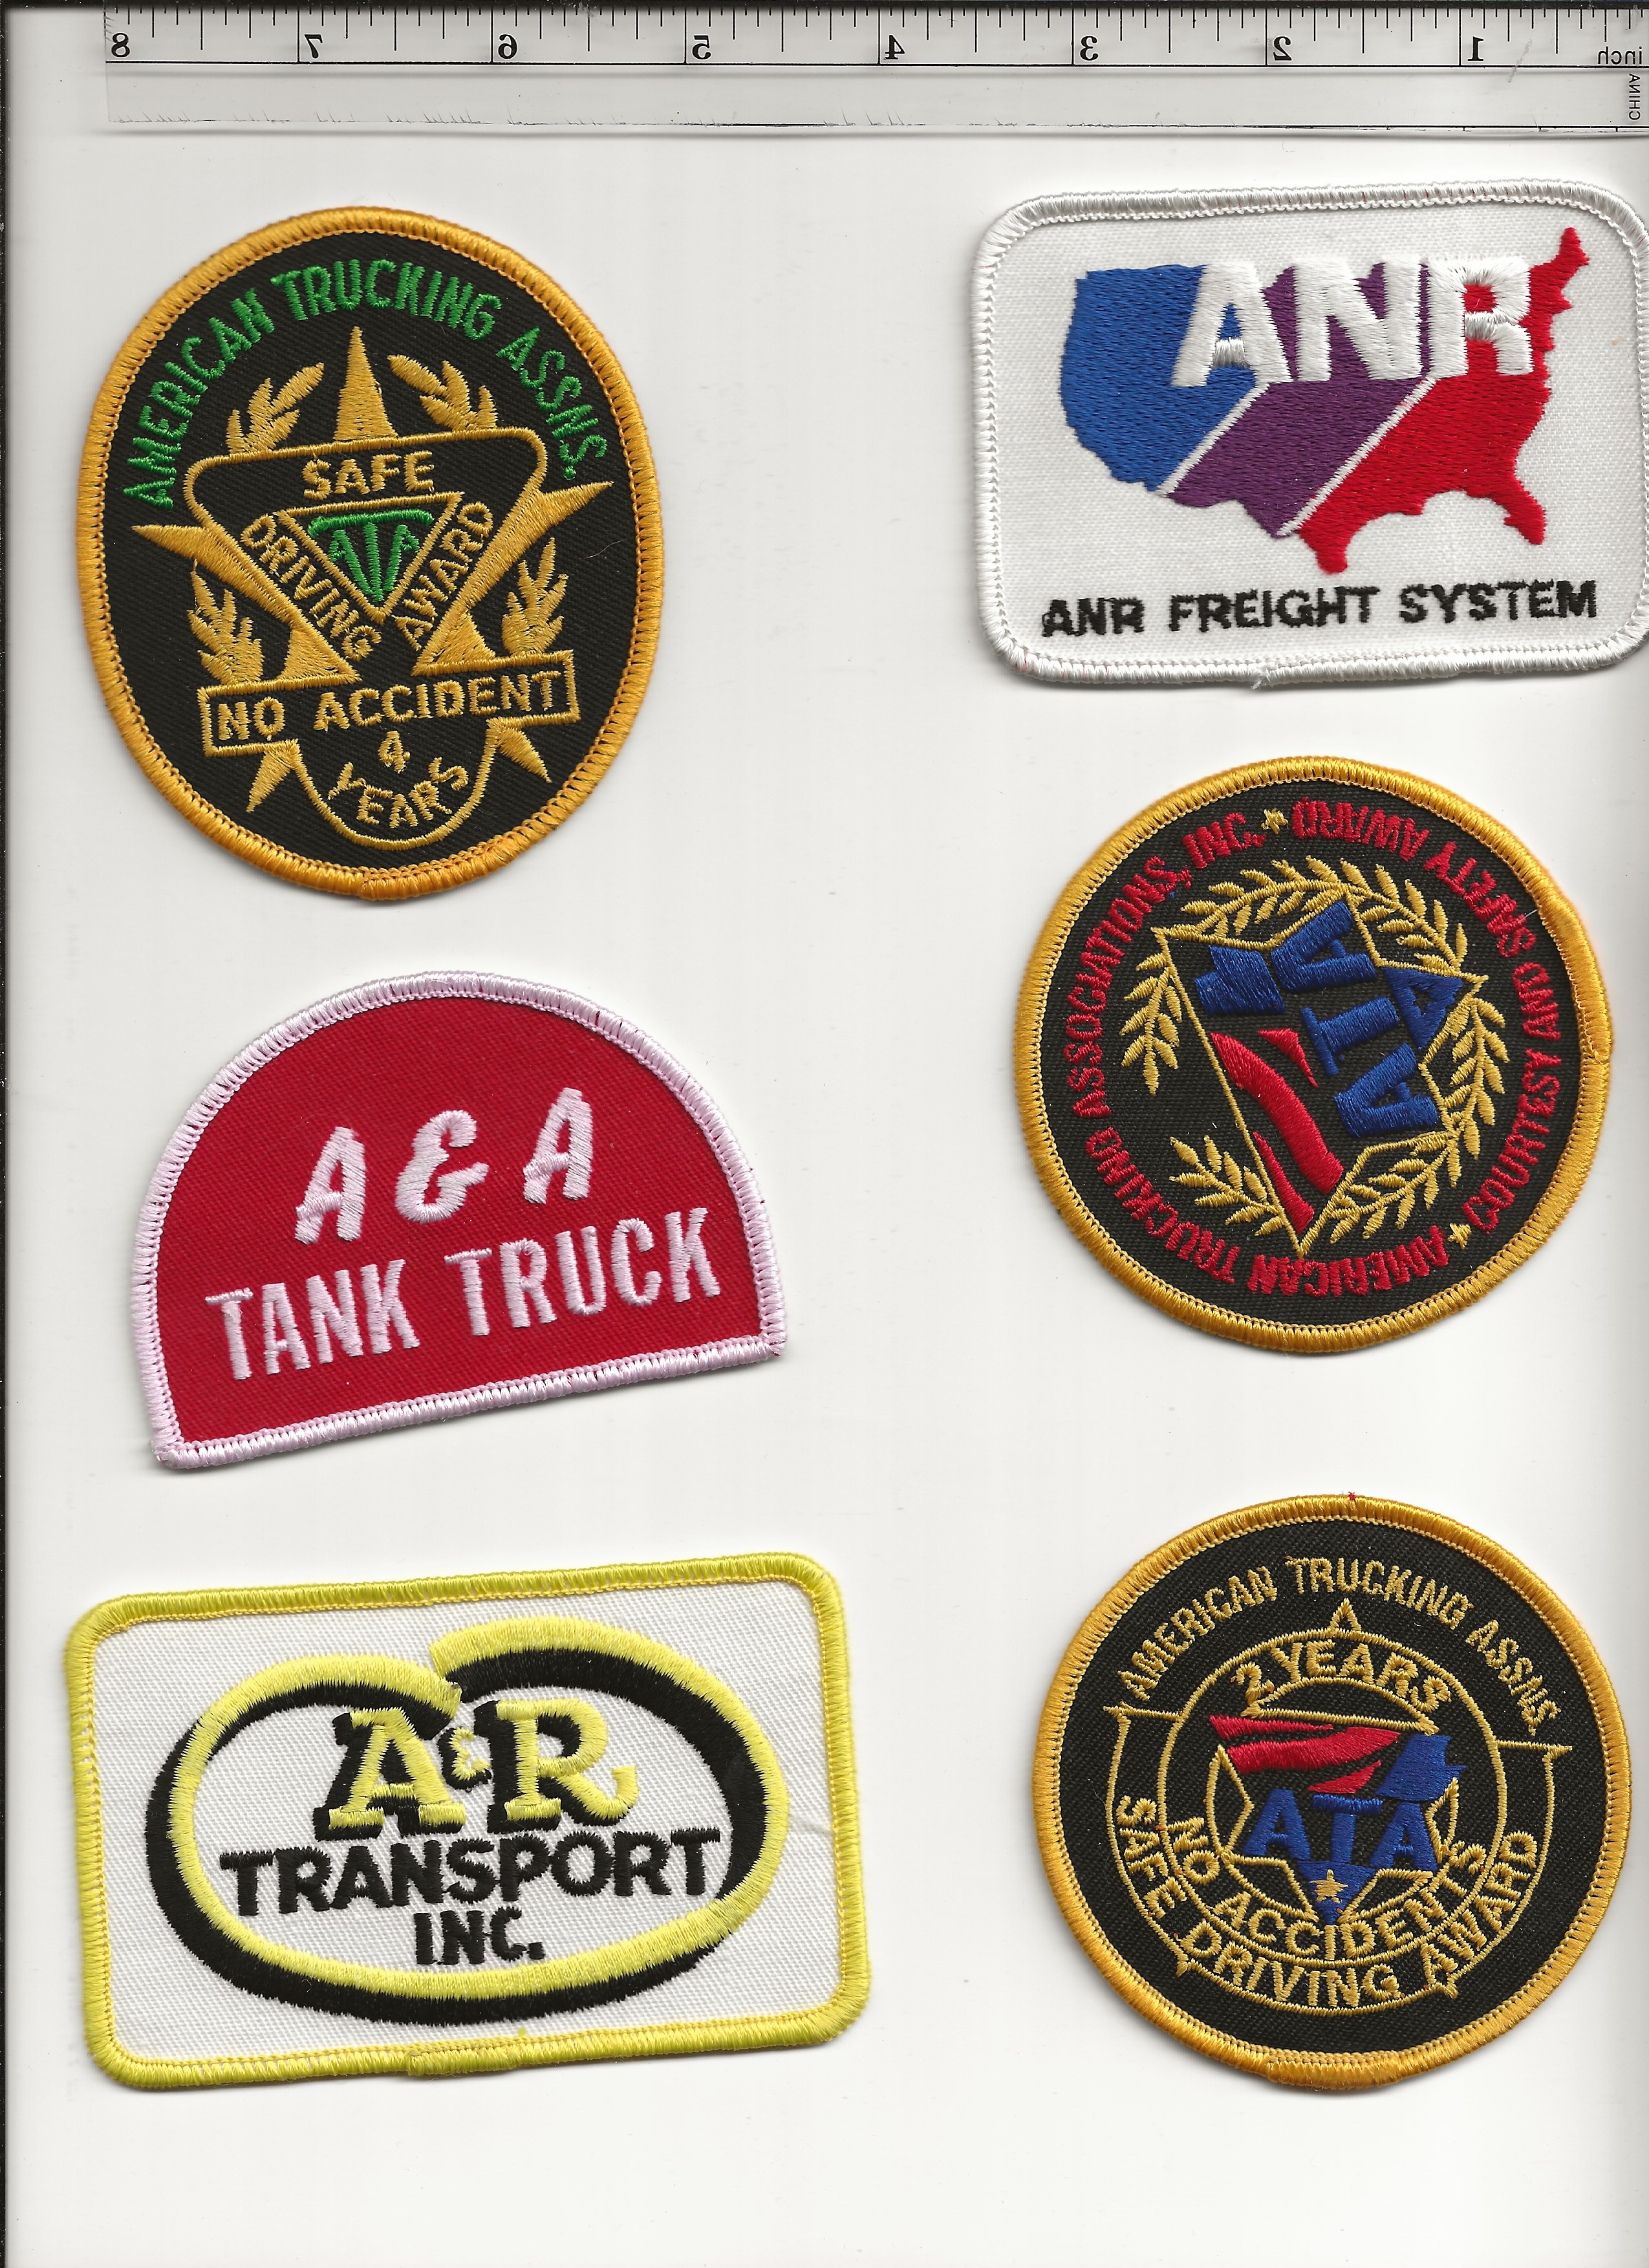 8 7 6 5 4 3 2 1 inch
CHINA
AMERICAN TRUCKING ASSNS.
SAFE
DRIVING
AWARD
ATA
NO ACCIDENT
4
YEARS
ANR
ANR FREIGHT SYSTEM
AMERICAN TRUCKING ASSOCIATIONS, INC.
COURTESY AND SAFETY AWARD
ATA
A & A
TANK TRUCK
A&R
TRANSPORT
INC.
AMERICAN TRUCKING ASSNS.
2 YEARS
ATA
NO ACCIDENTS
SAFE DRIVING AWARD